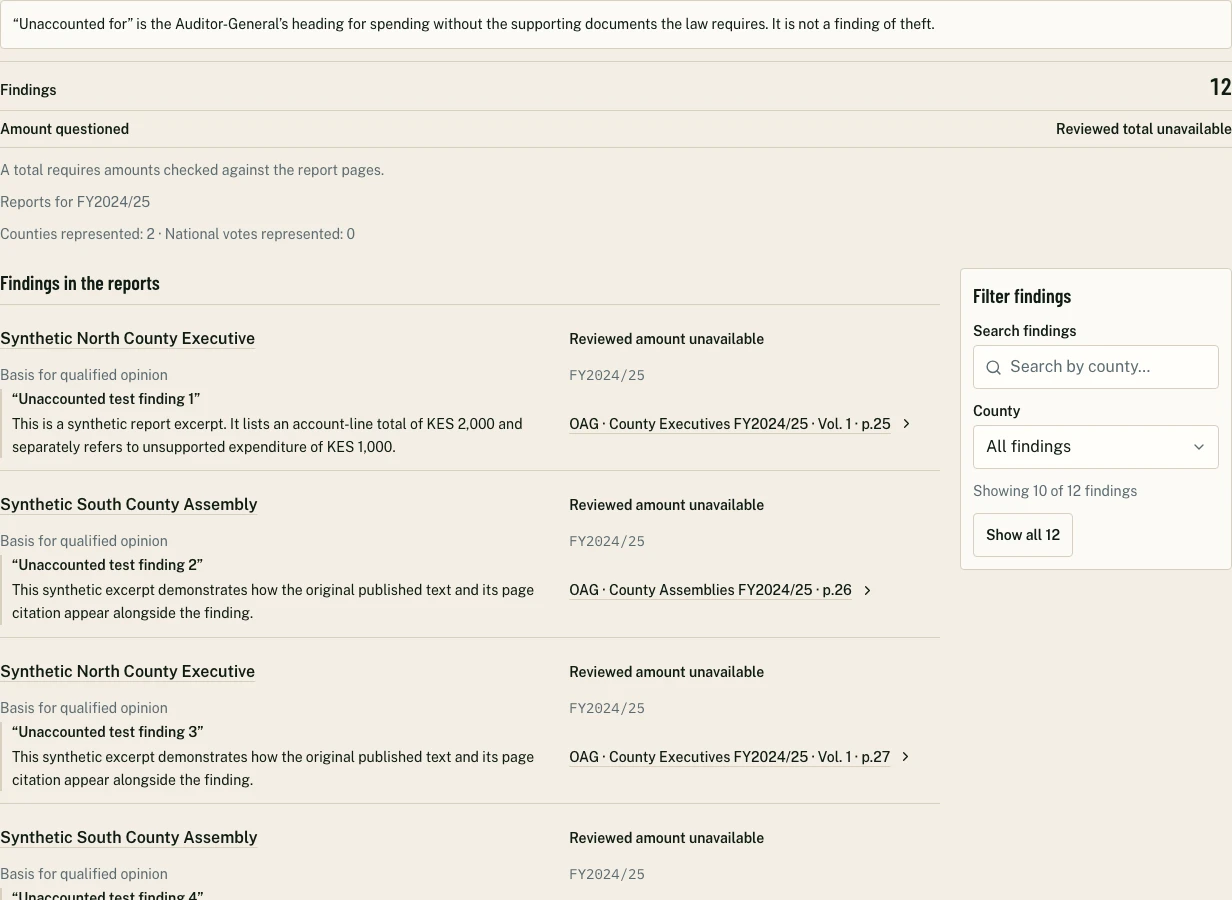 “Unaccounted for” is the Auditor-General’s heading for spending without the supporting documents the law requires. It is not a finding of theft.
Findings
12
Amount questioned
Reviewed total unavailable
A total requires amounts checked against the report pages.
Reports for FY2024/25
Counties represented: 2 · National votes represented: 0
Findings in the reports
Synthetic North County Executive
Reviewed amount unavailable
Basis for qualified opinion
FY2024/25
“Unaccounted test finding 1”
This is a synthetic report excerpt. It lists an account-line total of KES 2,000 and
separately refers to unsupported expenditure of KES 1,000.
OAG · County Executives FY2024/25 · Vol. 1 · p.25
Synthetic South County Assembly
Reviewed amount unavailable
Basis for qualified opinion
FY2024/25
“Unaccounted test finding 2”
This synthetic excerpt demonstrates how the original published text and its page
citation appear alongside the finding.
OAG · County Assemblies FY2024/25 · p.26
Synthetic North County Executive
Reviewed amount unavailable
Basis for qualified opinion
FY2024/25
“Unaccounted test finding 3”
This synthetic excerpt demonstrates how the original published text and its page
citation appear alongside the finding.
OAG · County Executives FY2024/25 · Vol. 1 · p.27
Synthetic South County Assembly
Reviewed amount unavailable
Basis for qualified opinion
FY2024/25
“Unaccounted test finding 4”
Filter findings
Search findings
Search by county...
County
All findings
Showing 10 of 12 findings
Show all 12